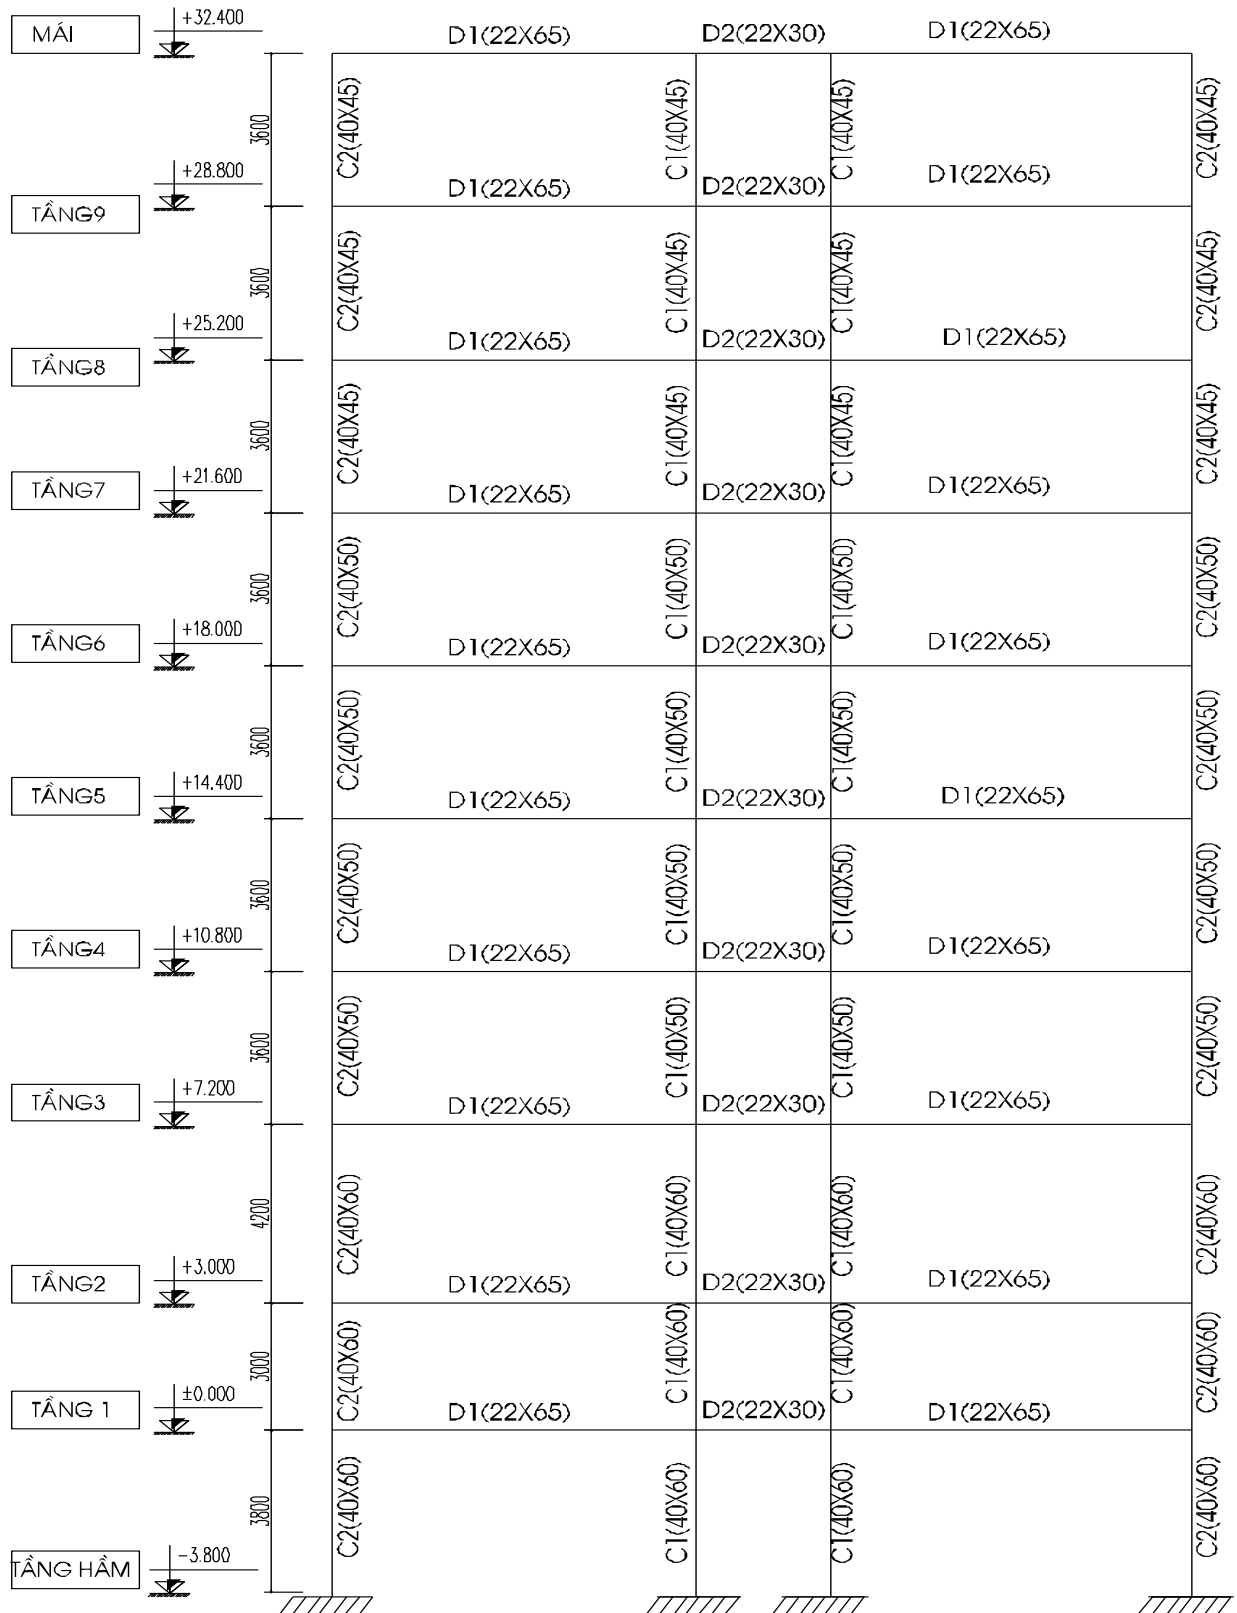 MÁI +32.400 D1(22X65) D2(22X30) D1(22X65)
3600 C2(40X45) C1(40X45) C1(40X45) C2(40X45)
TẦNG9 +28.800 D1(22X65) D2(22X30) D1(22X65)
3600 C2(40X45) C1(40X45) C1(40X45) C2(40X45)
TẦNG8 +25.200 D1(22X65) D2(22X30) D1(22X65)
3600 C2(40X45) C1(40X45) C1(40X45) C2(40X45)
TẦNG7 +21.600 D1(22X65) D2(22X30) D1(22X65)
3600 C2(40X50) C1(40X50) C1(40X50) C2(40X50)
TẦNG6 +18.000 D1(22X65) D2(22X30) D1(22X65)
3600 C2(40X50) C1(40X50) C1(40X50) C2(40X50)
TẦNG5 +14.400 D1(22X65) D2(22X30) D1(22X65)
3600 C2(40X50) C1(40X50) C1(40X50) C2(40X50)
TẦNG4 +10.800 D1(22X65) D2(22X30) D1(22X65)
3600 C2(40X50) C1(40X50) C1(40X50) C2(40X50)
TẦNG3 +7.200 D1(22X65) D2(22X30) D1(22X65)
4200 C2(40X60) C1(40X60) C1(40X60) C2(40X60)
TẦNG2 +3.000 D1(22X65) D2(22X30) D1(22X65)
3000 C2(40X60) C1(40X60) C1(40X60) C2(40X60)
TẦNG 1 ±0.000 D1(22X65) D2(22X30) D1(22X65)
3800 C2(40X60) C1(40X60) C1(40X60) C2(40X60)
TẦNG HẦM -3.800